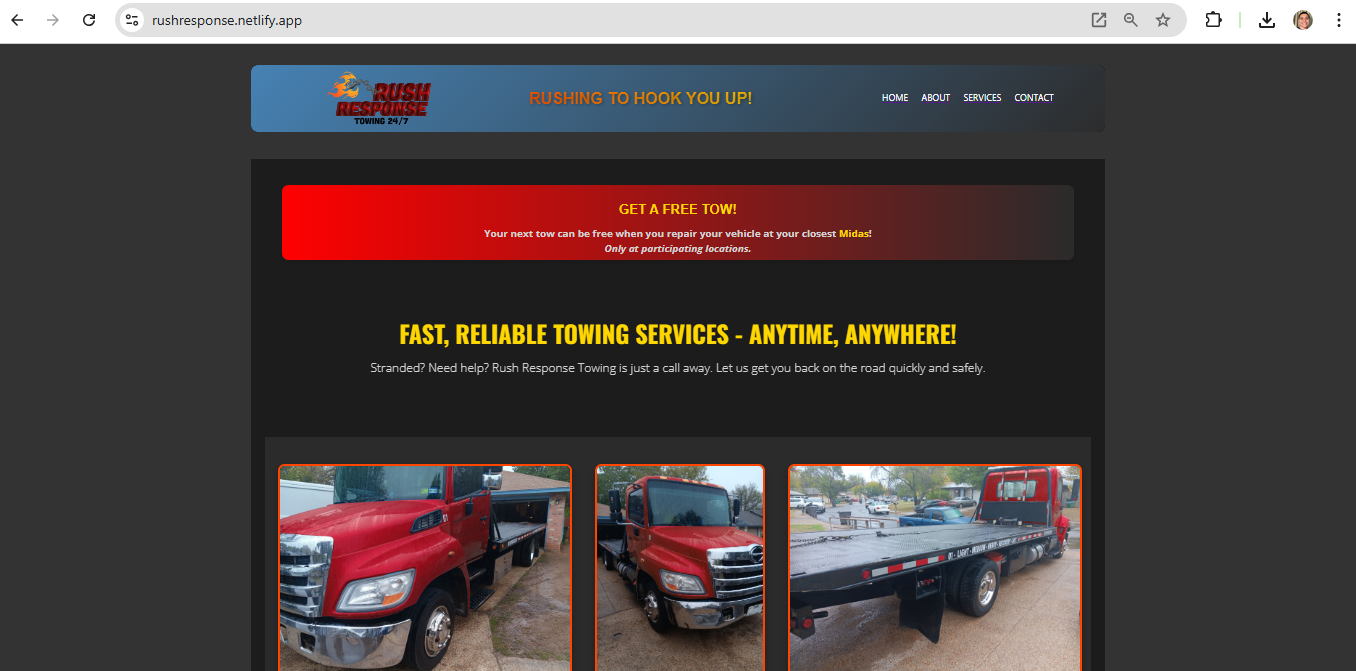 rushresponse.netlify.app
RUSH
RESPONSE
TOWING 24/7
RUSHING TO HOOK YOU UP!
HOME ABOUT SERVICES CONTACT
GET A FREE TOW!
Your next tow can be free when you repair your vehicle at your closest Midas!
Only at participating locations.
FAST, RELIABLE TOWING SERVICES - ANYTIME, ANYWHERE!
Stranded? Need help? Rush Response Towing is just a call away. Let us get you back on the road quickly and safely.